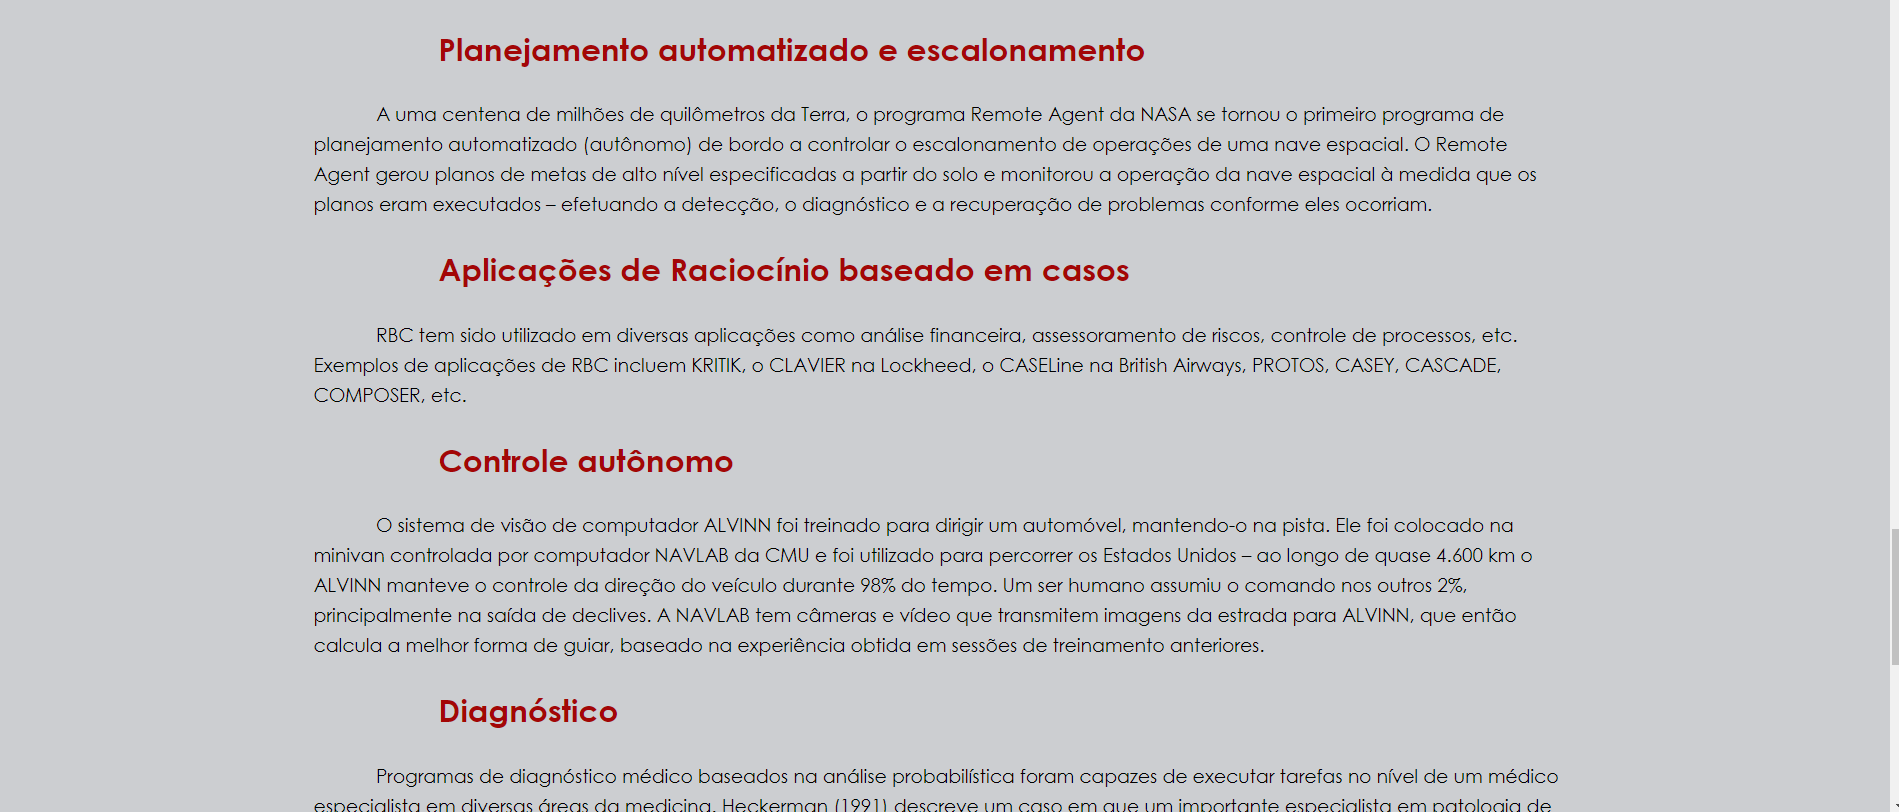 Planejamento automatizado e escalonamento
A uma centena de milhões de quilômetros da Terra, o programa Remote Agent da NASA se tornou o primeiro programa de
planejamento automatizado (autônomo) de bordo a controlar o escalonamento de operações de uma nave espacial. O Remote
Agent gerou planos de metas de alto nível especificadas a partir do solo e monitorou a operação da nave espacial à medida que os
planos eram executados – efetuando a detecção, o diagnóstico e a recuperação de problemas conforme eles ocorriam.
Aplicações de Raciocínio baseado em casos
RBC tem sido utilizado em diversas aplicações como análise financeira, assessoramento de riscos, controle de processos, etc.
Exemplos de aplicações de RBC incluem KRITIK, o CLAVIER na Lockheed, o CASELine na British Airways, PROTOS, CASEY, CASCADE,
COMPOSER, etc.
Controle autônomo
O sistema de visão de computador ALVINN foi treinado para dirigir um automóvel, mantendo-o na pista. Ele foi colocado na
minivan controlada por computador NAVLAB da CMU e foi utilizado para percorrer os Estados Unidos – ao longo de quase 4.600 km o
ALVINN manteve o controle da direção do veículo durante 98% do tempo. Um ser humano assumiu o comando nos outros 2%,
principalmente na saída de declives. A NAVLAB tem câmeras e vídeo que transmitem imagens da estrada para ALVINN, que então
calcula a melhor forma de guiar, baseado na experiência obtida em sessões de treinamento anteriores.
Diagnóstico
Programas de diagnóstico médico baseados na análise probabilística foram capazes de executar tarefas no nível de um médico
especialista em diversas áreas da medicina. Heckerman (1991) descreve um caso em que um importante especialista em patologia de